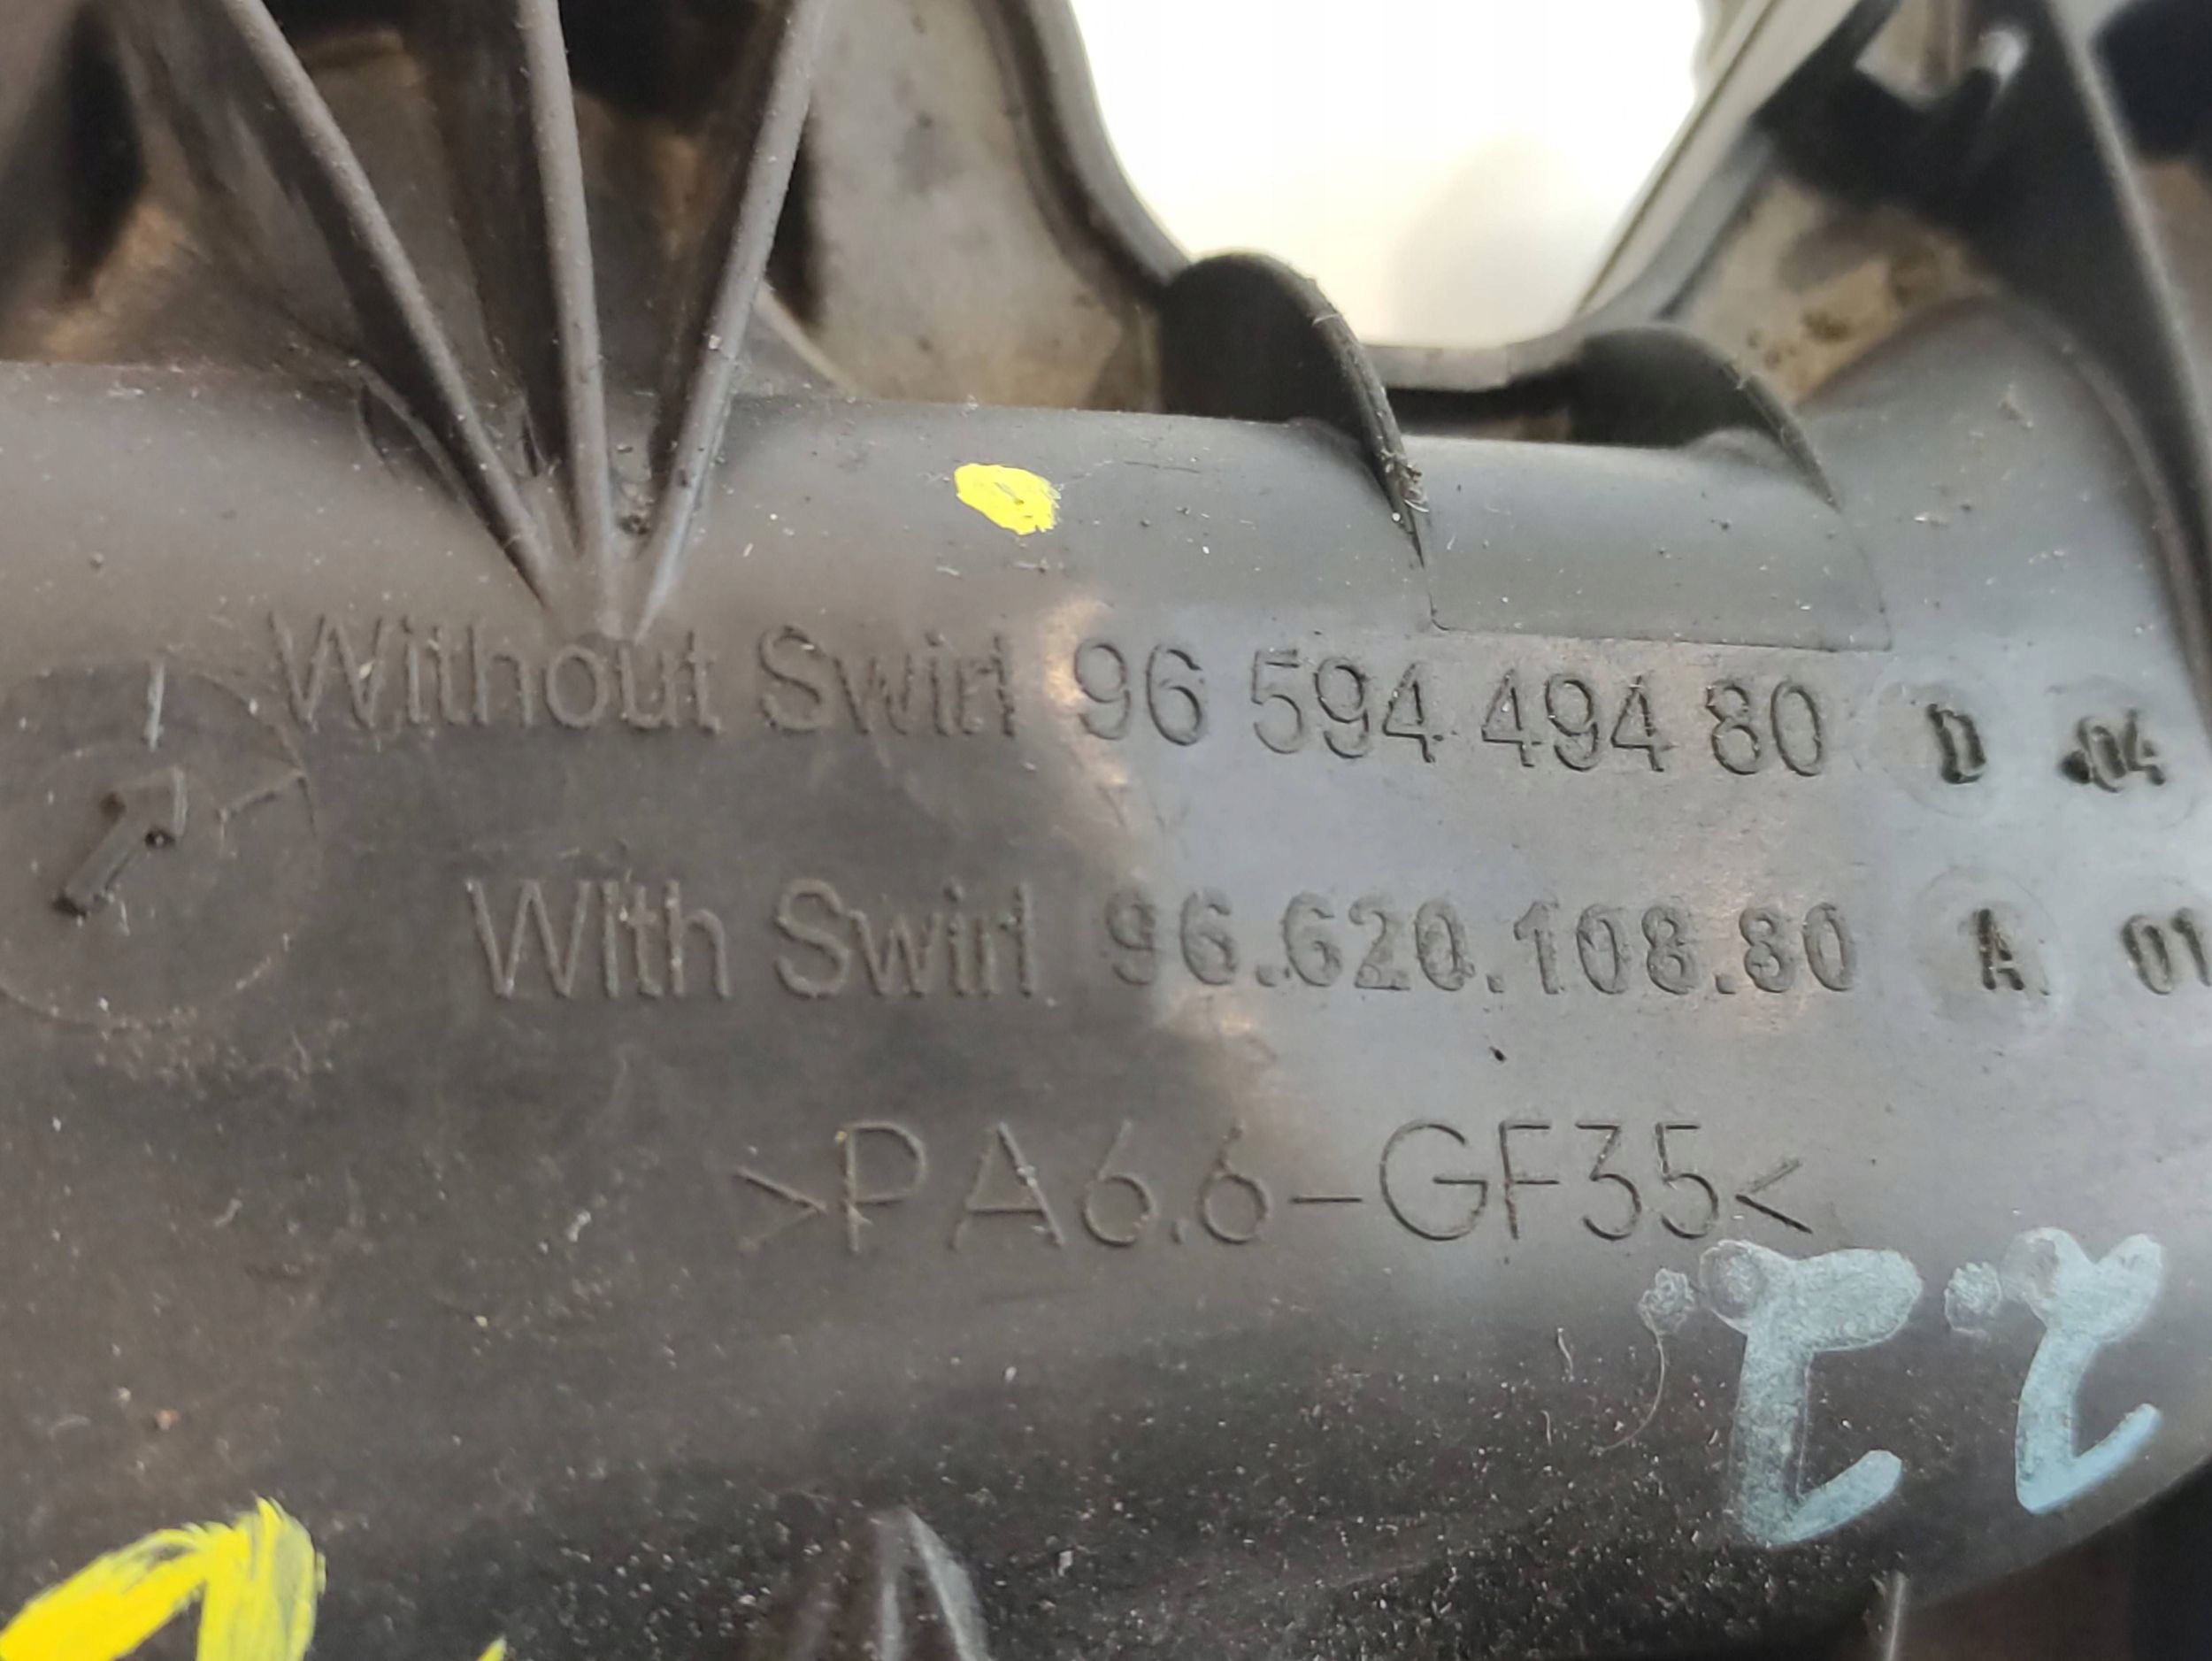 Without Swirl 96 594 494 80 D .04
WIth Swirl 96.620.108.80 A 01
>PA6.6-GF35<